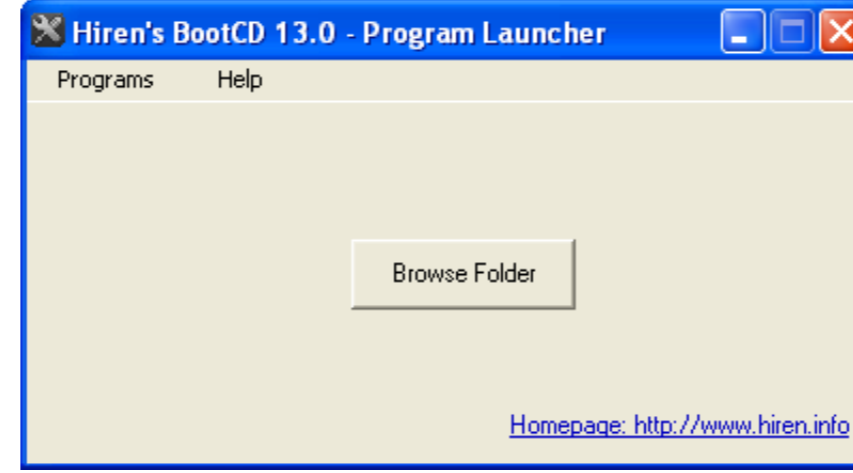 Hiren's BootCD 13.0 - Program Launcher
Programs Help
Browse Folder
Homepage: http://www.hiren.info